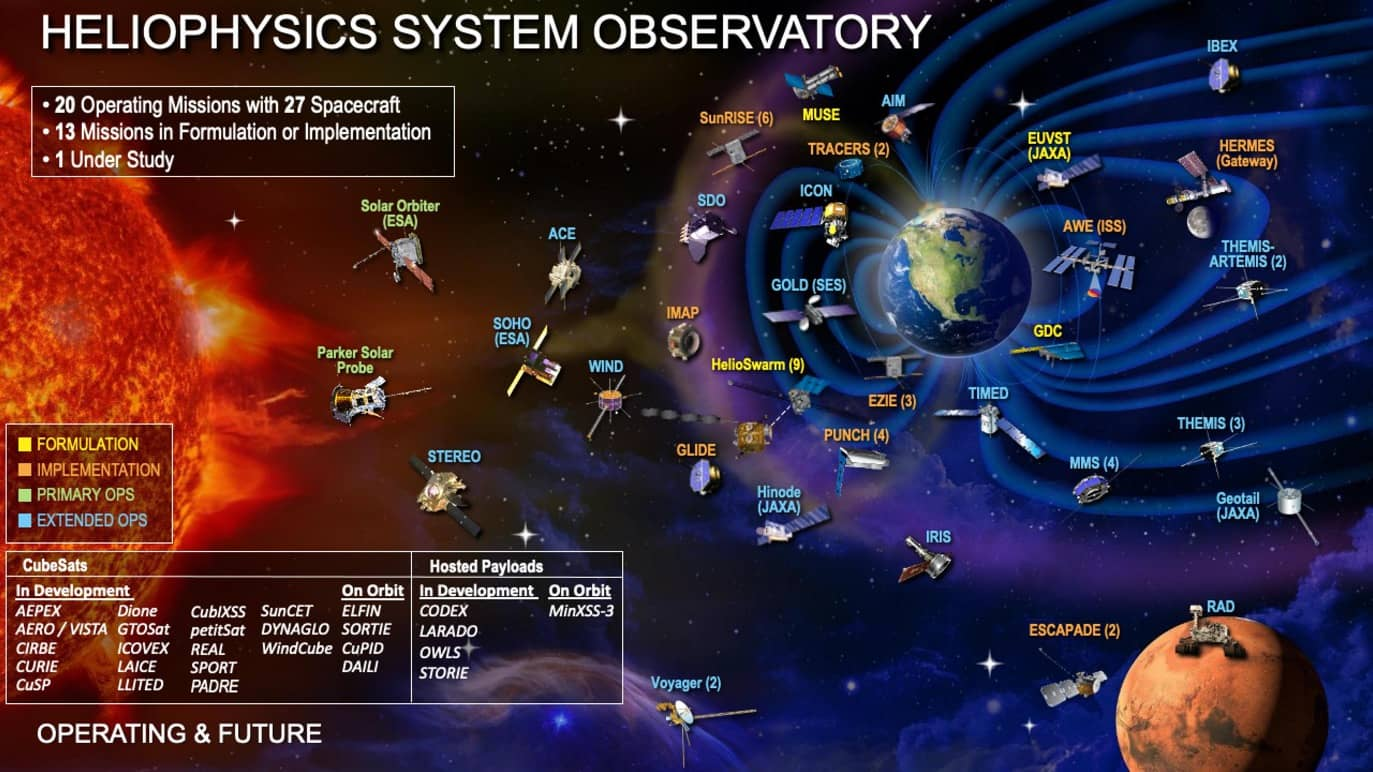 HELIOPHYSICS SYSTEM OBSERVATORY
• 20 Operating Missions with 27 Spacecraft
• 13 Missions in Formulation or Implementation
• 1 Under Study
IBEX
MUSE
AIM
SunRISE (6)
TRACERS (2)
EUVST
(JAXA)
HERMES
(Gateway)
ICON
SDO
Solar Orbiter
(ESA)
ACE
AWE (ISS)
THEMIS-
ARTEMIS (2)
GOLD (SES)
IMAP
SOHO
(ESA)
GDC
Parker Solar
Probe
WIND
HelioSwarm (9)
EZIE (3)
TIMED
THEMIS (3)
PUNCH (4)
GLIDE
STEREO
MMS (4)
Hinode
(JAXA)
Geotail
(JAXA)
IRIS
FORMULATION
IMPLEMENTATION
PRIMARY OPS
EXTENDED OPS
CubeSats
In Development On Orbit
AEPEX Dione CubIXSS SunCET ELFIN
AERO / VISTA GTOSat petitSat DYNAGLO SORTIE
CIRBE ICOVEX REAL WindCube CuPID
CURIE LAICE SPORT DAILI
CuSP LLITED PADRE
Hosted Payloads
In Development On Orbit
CODEX MinXSS-3
LARADO
OWLS
STORIE
RAD
ESCAPADE (2)
Voyager (2)
OPERATING & FUTURE